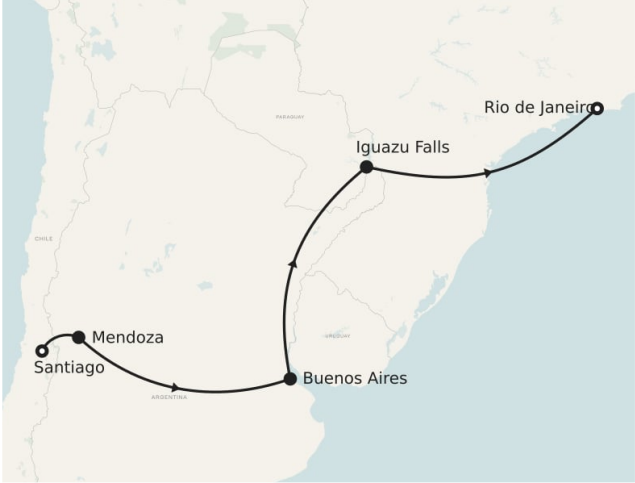 Rio de Janeiro
PARAGUAY
Iguazu Falls
CHILE
URUGUAY
Mendoza
Santiago
Buenos Aires
ARGENTINA